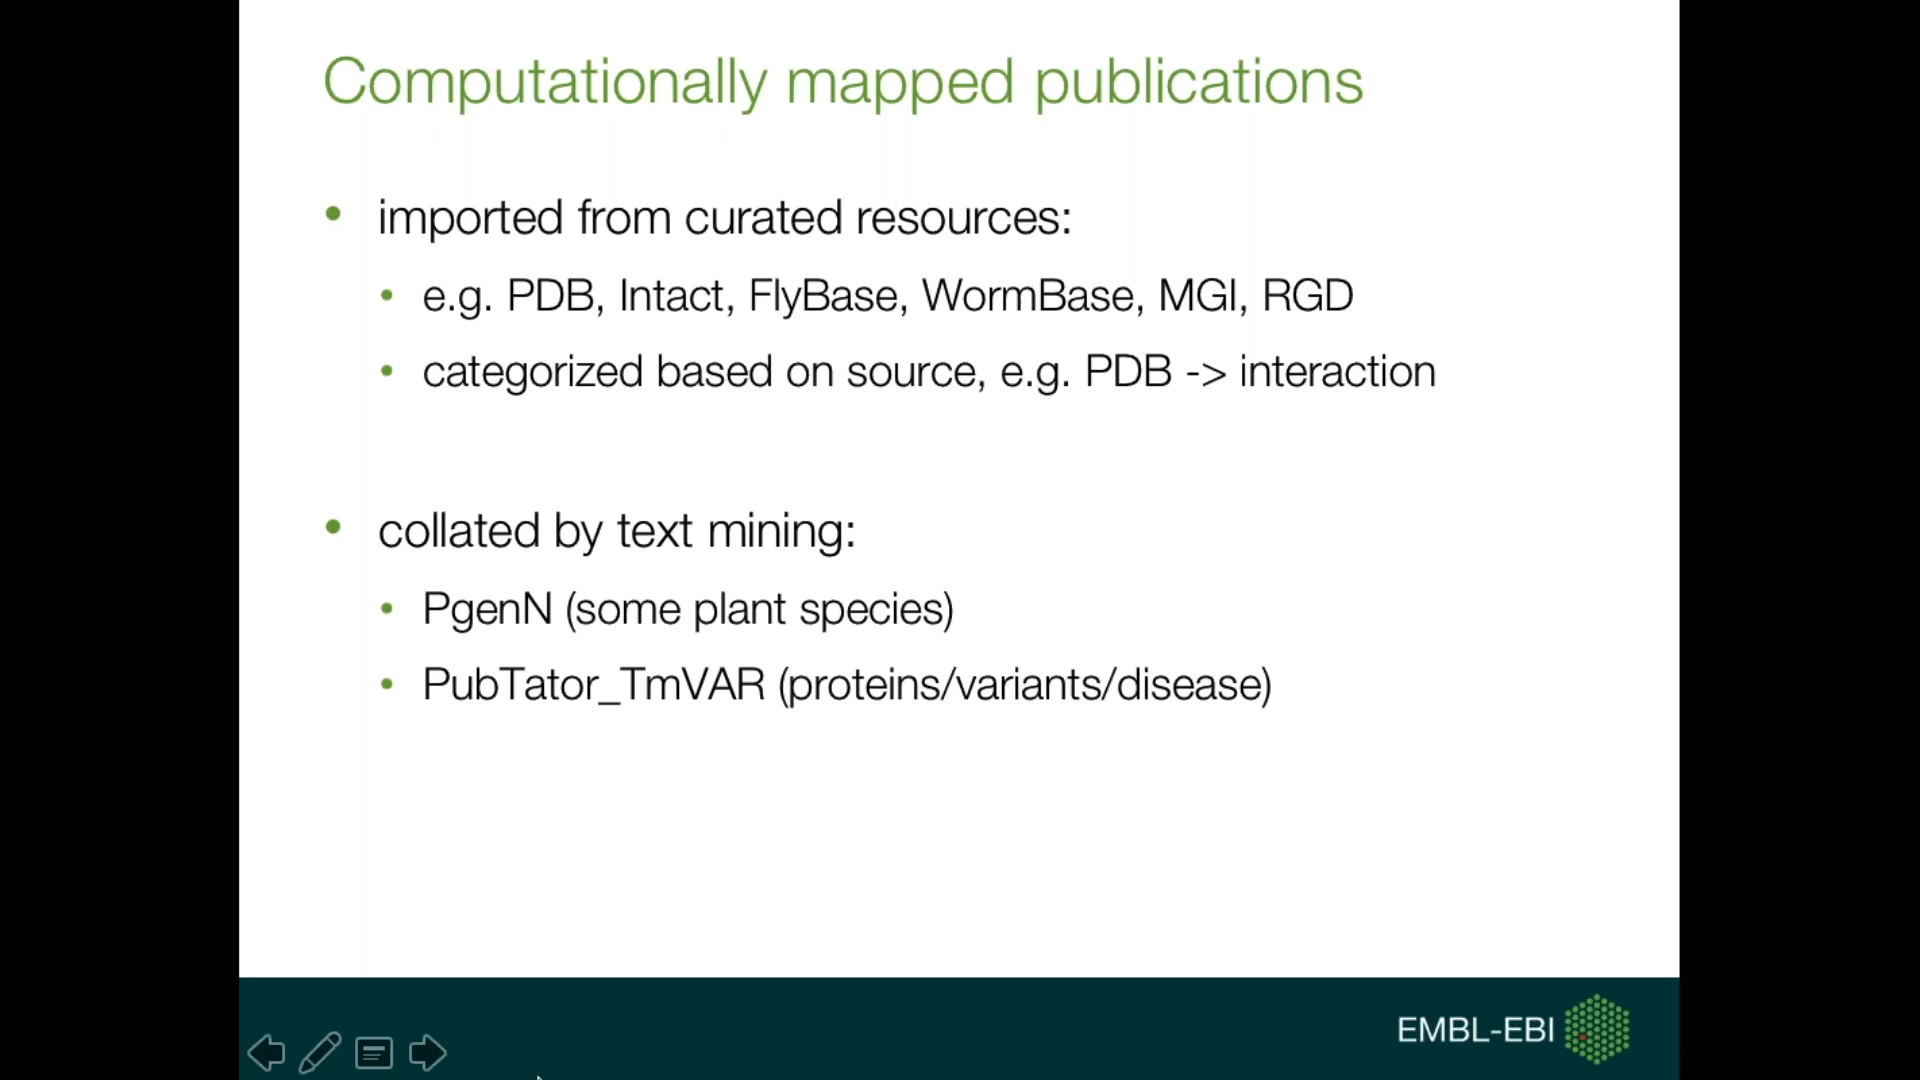 Computationally mapped publications
• imported from curated resources:
• e.g. PDB, Intact, FlyBase, WormBase, MGI, RGD
• categorized based on source, e.g. PDB -> interaction
• collated by text mining:
• PgenN (some plant species)
• PubTator_TmVAR (proteins/variants/disease)
EMBL-EBI